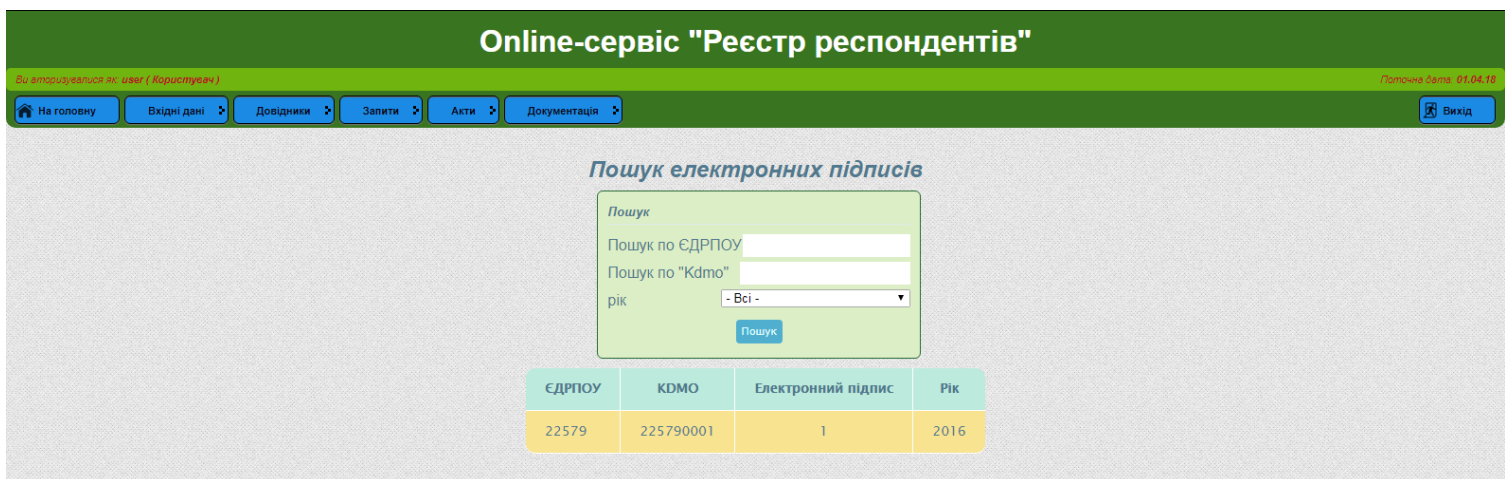 Online-сервіс "Реєстр респондентів"
Ви авторизувалися як: user ( Користувач ) Поточна дата: 01.04.18
На головну Вхідні дані Довідники Запити Акти Документація Вихід
Пошук електронних підписів
Пошук
Пошук по ЄДРПОУ
Пошук по "Kdmo"
рік - Всі -
Пошук
ЄДРПОУ KDMO Електронний підпис Рік
22579 225790001 1 2016